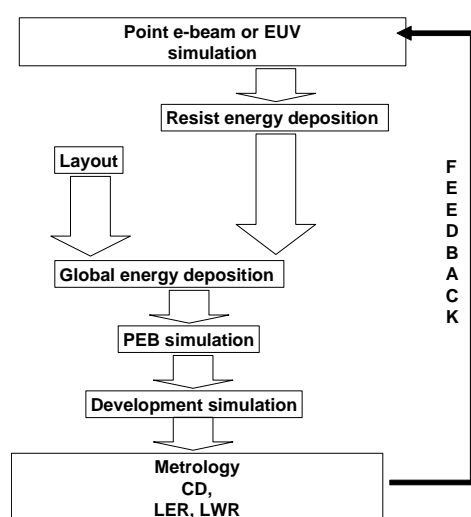 Point e-beam or EUV
simulation
Resist energy deposition
Layout
Global energy deposition
PEB simulation
Development simulation
Metrology
CD,
LER, LWR
F
E
E
D
B
A
C
K